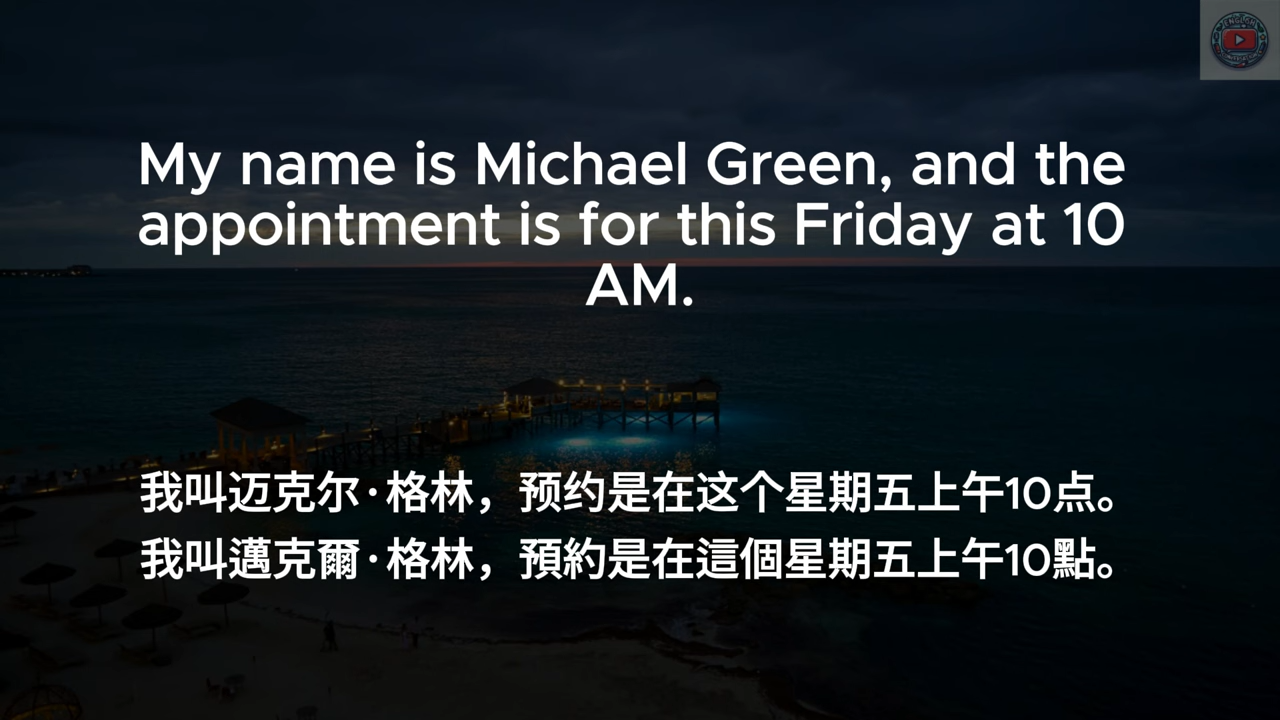 My name is Michael Green, and the
appointment is for this Friday at 10
AM.
我叫迈克尔·格林，预约是在这个星期五上午10点。
我叫邁克爾·格林，預約是在這個星期五上午10點。